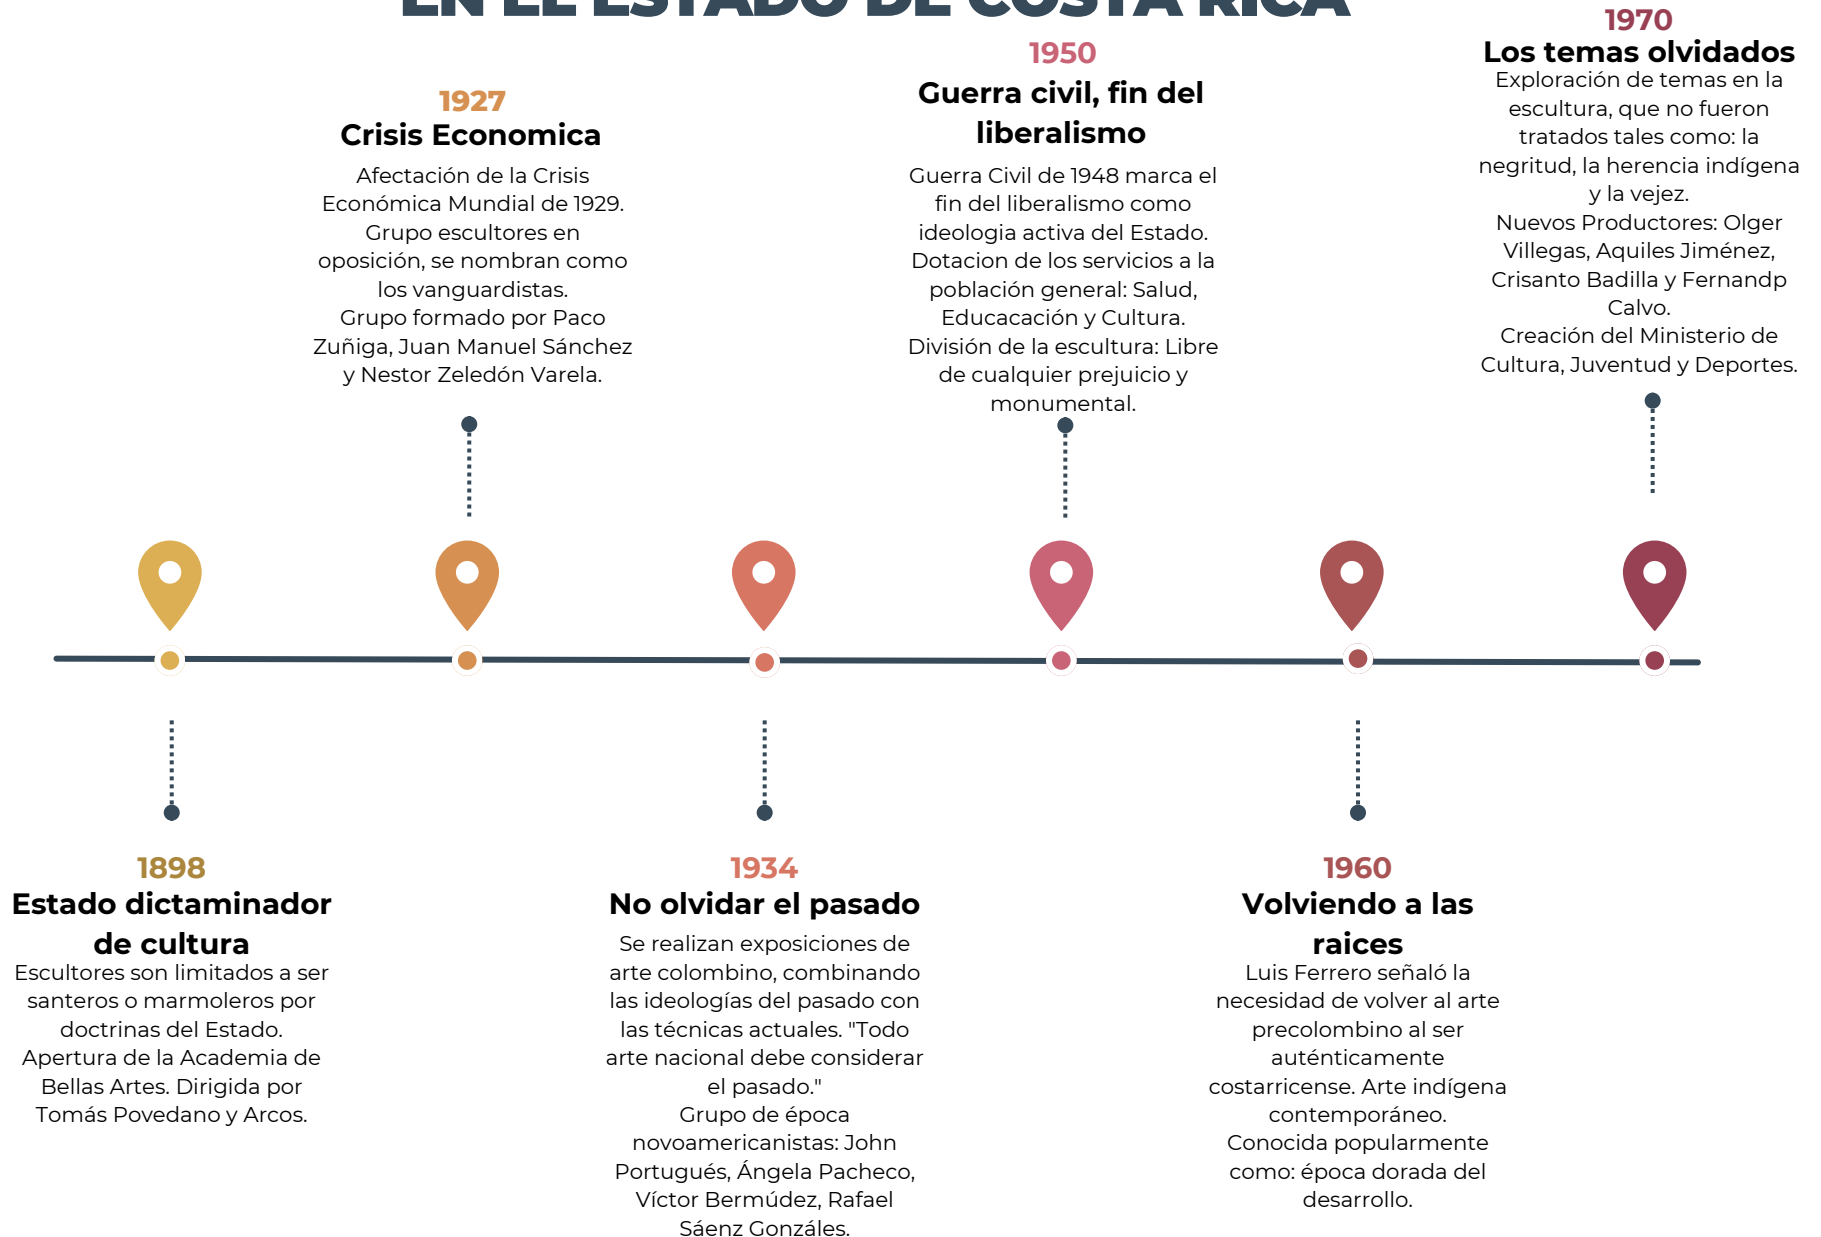 EN EL ESTADO DE COSTA RICA
1898
Estado dictaminador
de cultura
Escultores son limitados a ser
santeros o marmoleros por
doctrinas del Estado.
Apertura de la Academia de
Bellas Artes. Dirigida por
Tomás Povedano y Arcos.
1927
Crisis Economica
Afectación de la Crisis
Económica Mundial de 1929.
Grupo escultores en
oposición, se nombran como
los vanguardistas.
Grupo formado por Paco
Zuñiga, Juan Manuel Sánchez
y Nestor Zeledón Varela.
1934
No olvidar el pasado
Se realizan exposiciones de
arte colombino, combinando
las ideologías del pasado con
las técnicas actuales. "Todo
arte nacional debe considerar
el pasado."
Grupo de época
novoamericanistas: John
Portugués, Ángela Pacheco,
Víctor Bermúdez, Rafael
Sáenz Gonzáles.
1950
Guerra civil, fin del
liberalismo
Guerra Civil de 1948 marca el
fin del liberalismo como
ideologia activa del Estado.
Dotacion de los servicios a la
población general: Salud,
Educacación y Cultura.
División de la escultura: Libre
de cualquier prejuicio y
monumental.
1960
Volviendo a las
raices
Luis Ferrero señaló la
necesidad de volver al arte
precolombino al ser
auténticamente
costarricense. Arte indígena
contemporáneo.
Conocida popularmente
como: época dorada del
desarrollo.
1970
Los temas olvidados
Exploración de temas en la
escultura, que no fueron
tratados tales como: la
negritud, la herencia indígena
y la vejez.
Nuevos Productores: Olger
Villegas, Aquiles Jiménez,
Crisanto Badilla y Fernandp
Calvo.
Creación del Ministerio de
Cultura, Juventud y Deportes.